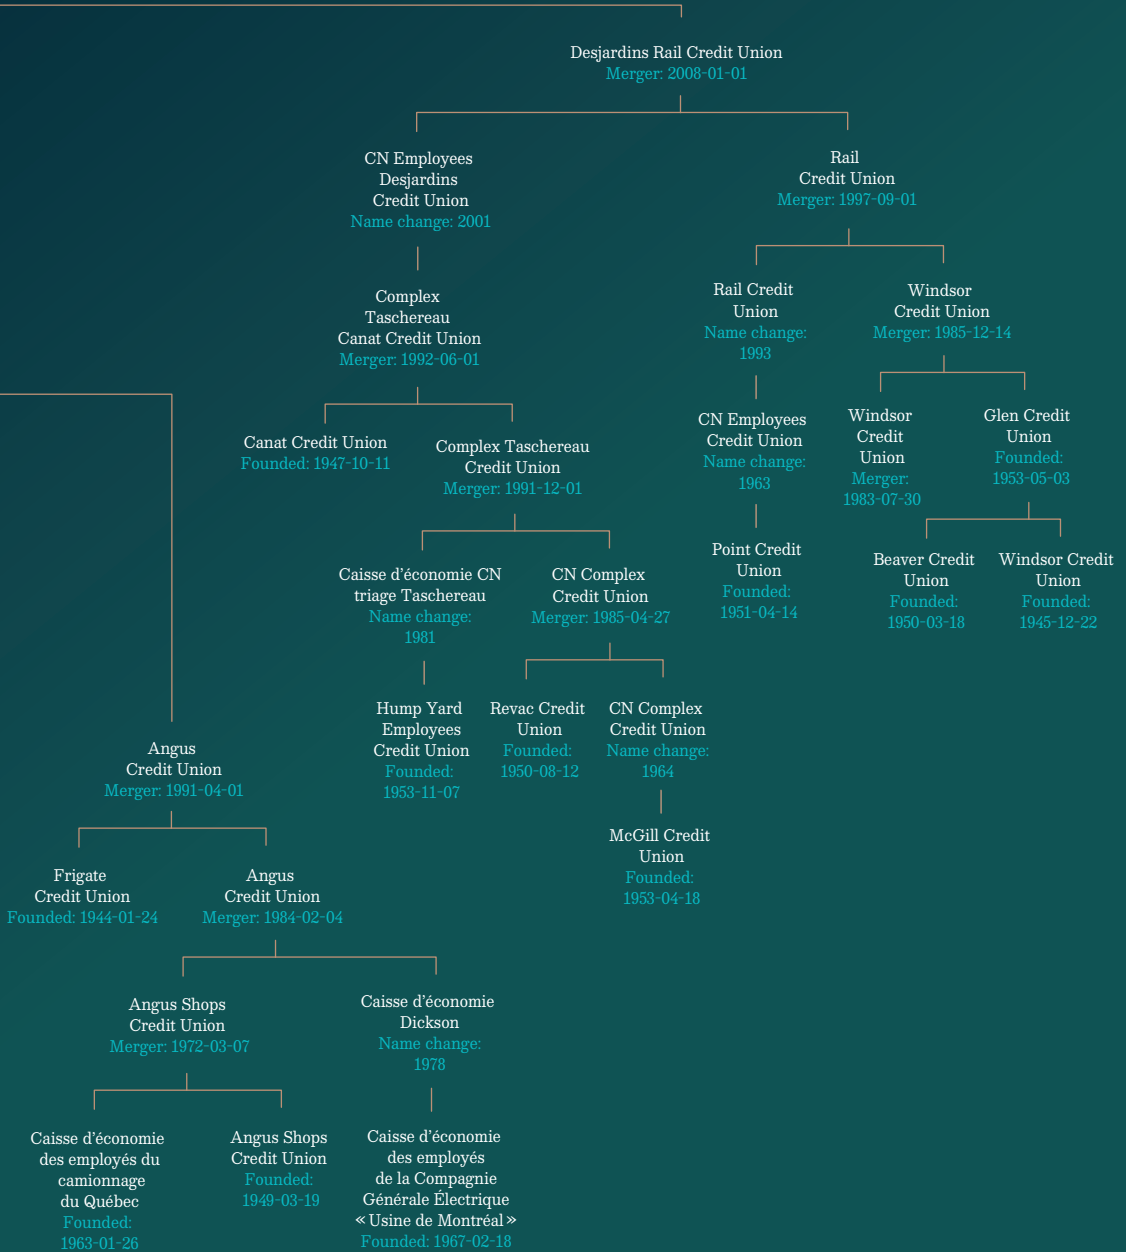 Desjardins Rail Credit Union
Merger: 2008-01-01
CN Employees
Desjardins
Credit Union
Name change: 2001
Rail
Credit Union
Merger: 1997-09-01
Complex
Taschereau
Canat Credit Union
Merger: 1992-06-01
Rail Credit
Union
Name change:
1993
Windsor
Credit Union
Merger: 1985-12-14
Canat Credit Union
Founded: 1947-10-11
Complex Taschereau
Credit Union
Merger: 1991-12-01
CN Employees
Credit Union
Name change:
1963
Windsor
Credit
Union
Merger:
1983-07-30
Glen Credit
Union
Founded:
1953-05-03
Caisse d’économie CN
triage Taschereau
Name change:
1981
CN Complex
Credit Union
Merger: 1985-04-27
Point Credit
Union
Founded:
1951-04-14
Beaver Credit
Union
Founded:
1950-03-18
Windsor Credit
Union
Founded:
1945-12-22
Hump Yard
Employees
Credit Union
Founded:
1953-11-07
Revac Credit
Union
Founded:
1950-08-12
CN Complex
Credit Union
Name change:
1964
Angus
Credit Union
Merger: 1991-04-01
McGill Credit
Union
Founded:
1953-04-18
Frigate
Credit Union
Founded: 1944-01-24
Angus
Credit Union
Merger: 1984-02-04
Angus Shops
Credit Union
Merger: 1972-03-07
Caisse d’économie
Dickson
Name change:
1978
Caisse d’économie
des employés du
camionnage
du Québec
Founded:
1963-01-26
Angus Shops
Credit Union
Founded:
1949-03-19
Caisse d’économie
des employés
de la Compagnie
Générale Électrique
« Usine de Montréal »
Founded: 1967-02-18